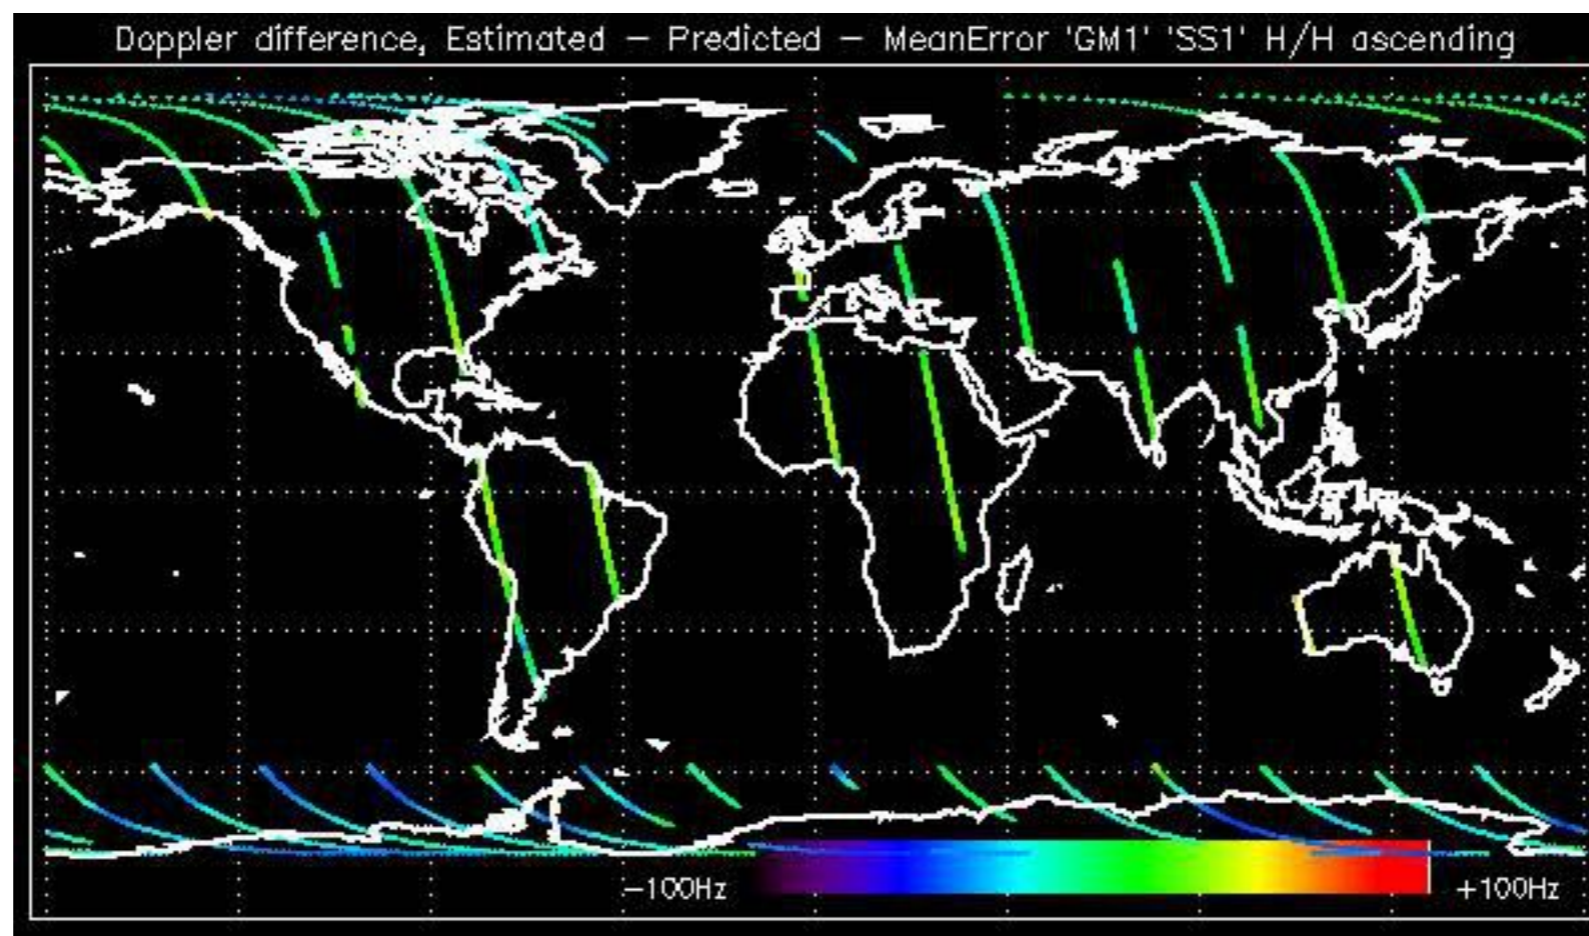 Doppler difference, Estimated – Predicted – MeanError 'GM1' 'SS1' H/H ascending
−100Hz +100Hz